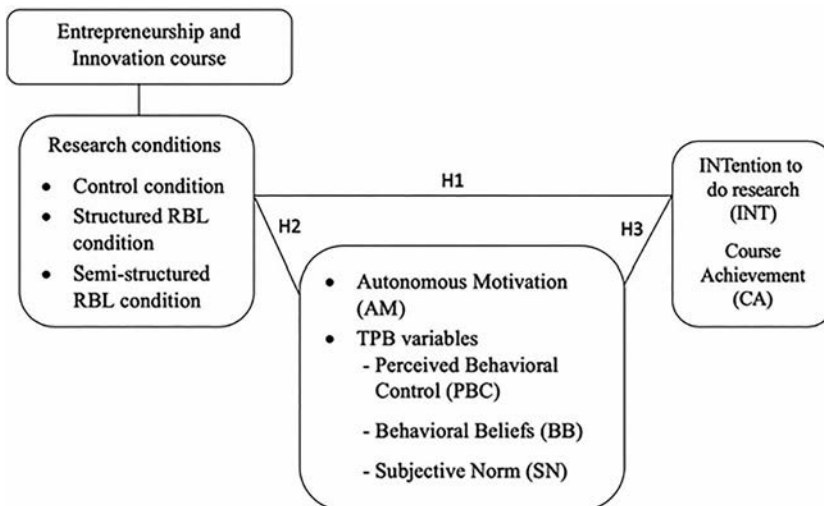 Entrepreneurship and
Innovation course
Research conditions
• Control condition
• Structured RBL
condition
• Semi-structured
RBL condition
H1
H2
H3
• Autonomous Motivation
(AM)
• TPB variables
- Perceived Behavioral
Control (PBC)
- Behavioral Beliefs (BB)
- Subjective Norm (SN)
INTention to
do research
(INT)
Course
Achievement
(CA)